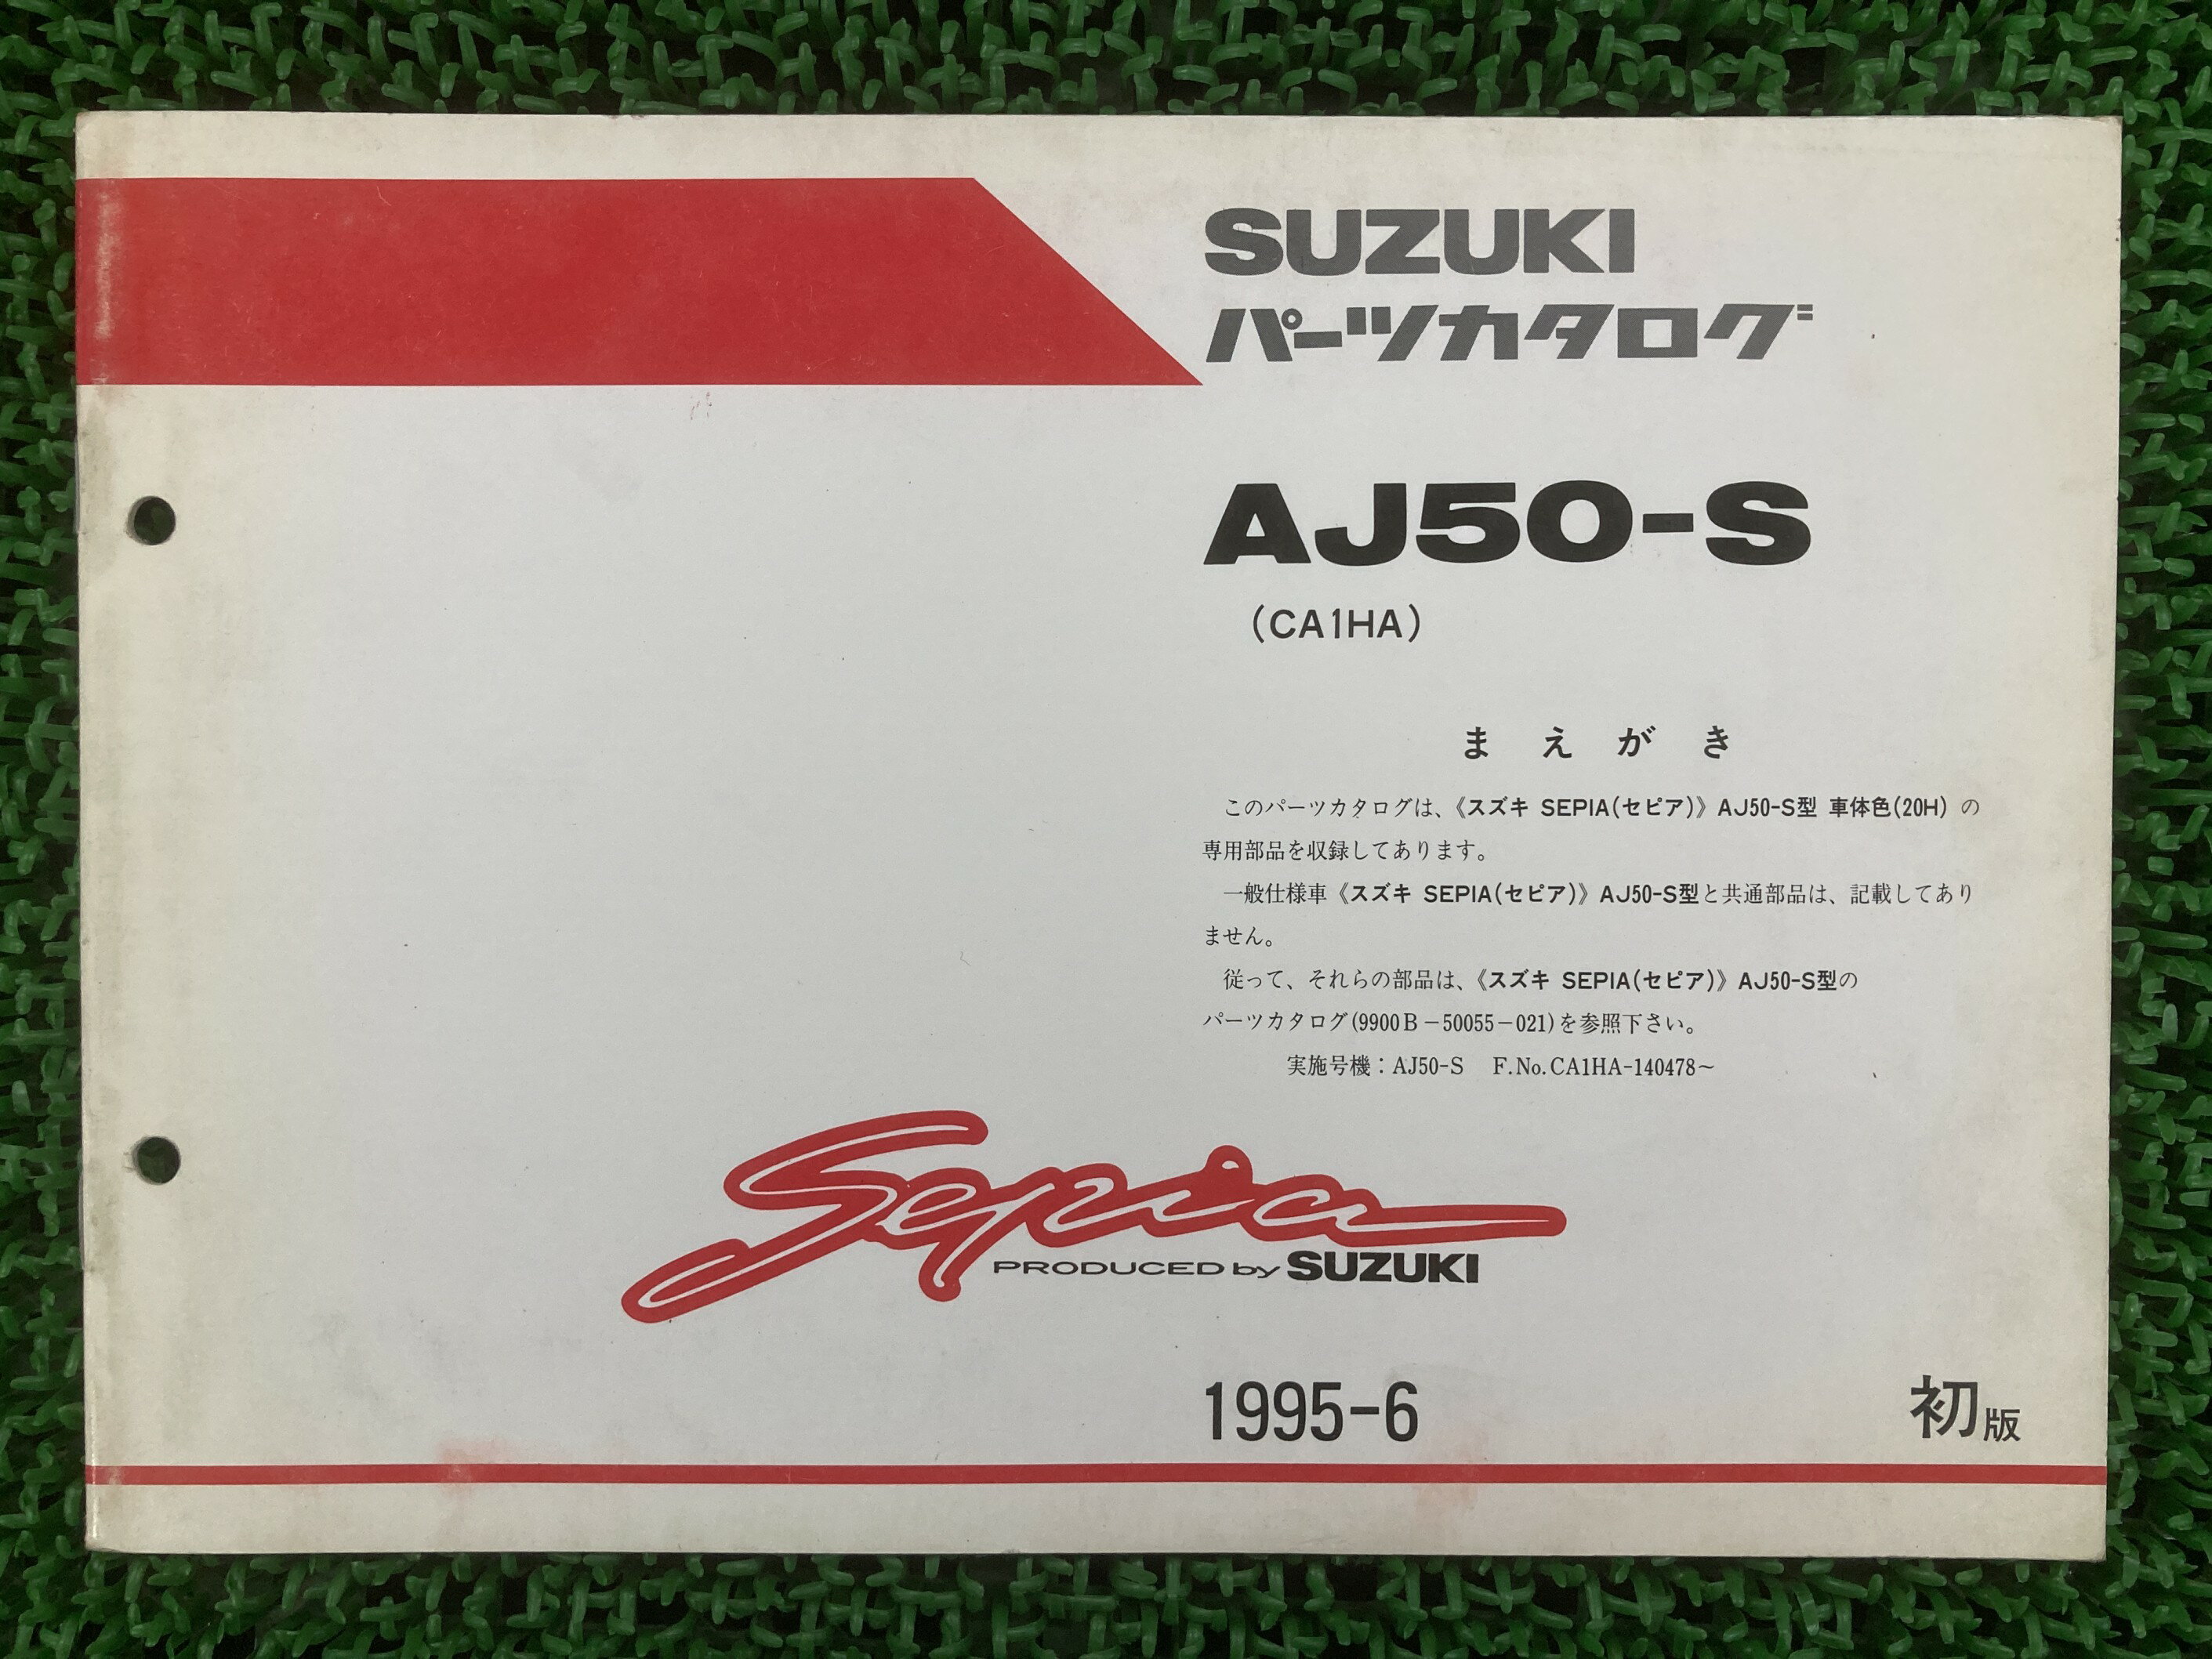 SUZUKI
パーツカタログ
AJ50-S
(CA1HA)
まえがき
このパーツカタログは、《スズキ SEPIA(セピア)》AJ50-S型 車体色(20H) の
専用部品を収録してあります。
一般仕様車《スズキ SEPIA(セピア)》AJ50-S型と共通部品は、記載してあり
ません。
従って、それらの部品は、《スズキ SEPIA(セピア)》AJ50-S型の
パーツカタログ(9900B-50055-021)を参照下さい。
実施号機:AJ50-S F.No.CA1HA-140478~
Sepia
PRODUCED by SUZUKI
1995-6
初版